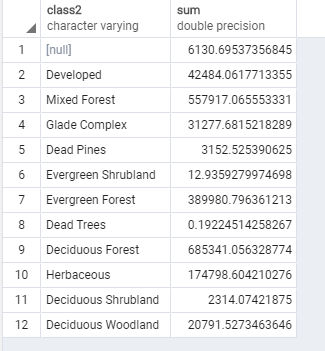 class2 sum
character varying double precision
1 [null] 6130.69537356845
2 Developed 42484.0617713355
3 Mixed Forest 557917.065553331
4 Glade Complex 31277.6815218289
5 Dead Pines 3152.525390625
6 Evergreen Shrubland 12.9359279974698
7 Evergreen Forest 389980.796361213
8 Dead Trees 0.19224514258267
9 Deciduous Forest 685341.056328774
10 Herbaceous 174798.604210276
11 Deciduous Shrubland 2314.07421875
12 Deciduous Woodland 20791.5273463646